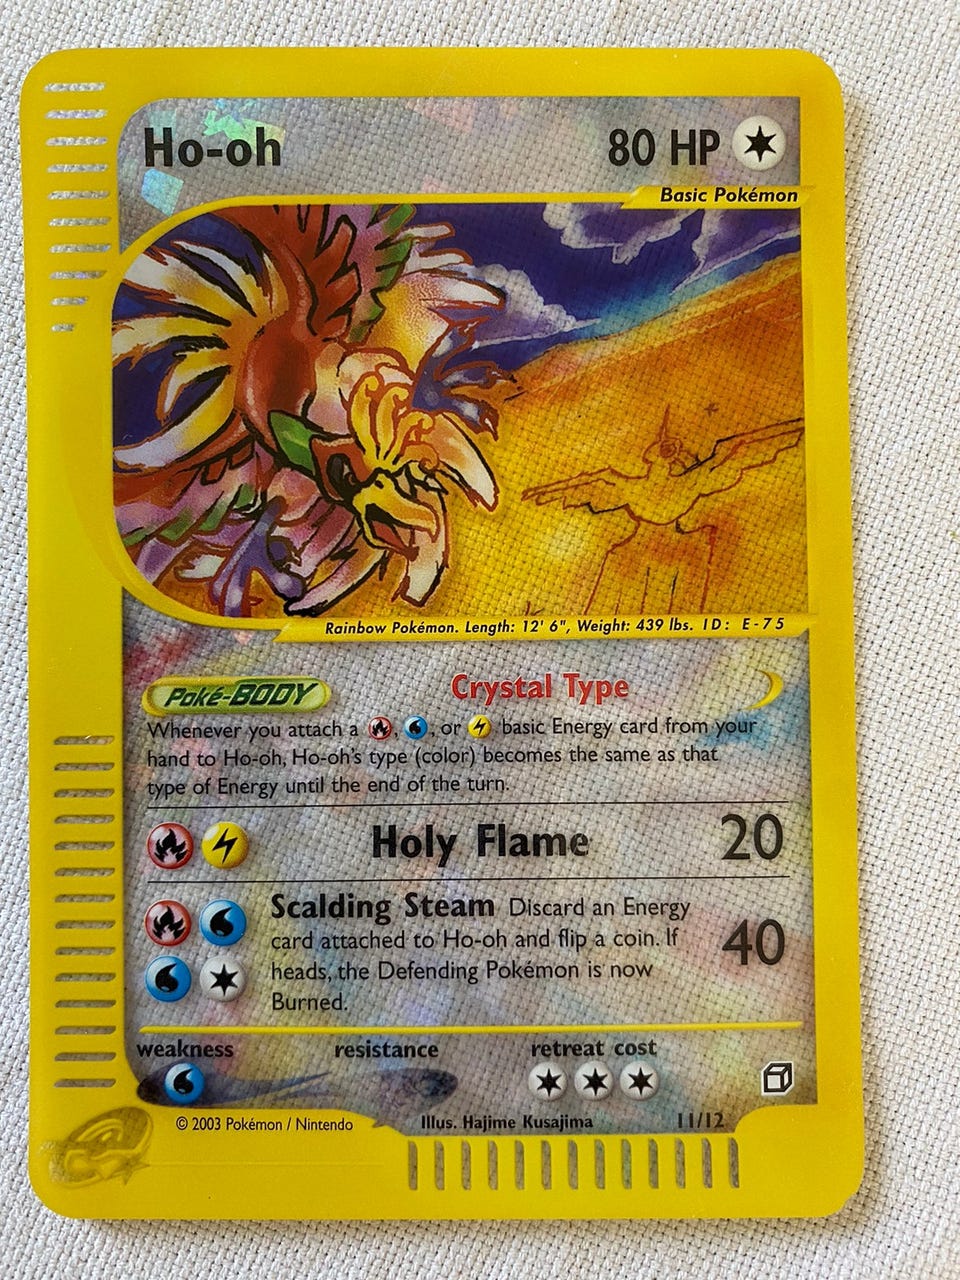 Ho-oh 80 HP
Basic Pokémon
Rainbow Pokémon. Length: 12' 6", Weight: 439 lbs. ID: E-75
Poké-BODY Crystal Type
Whenever you attach a , , or basic Energy card from your
hand to Ho-oh, Ho-oh's type (color) becomes the same as that
type of Energy until the end of the turn.
Holy Flame 20
Scalding Steam Discard an Energy
card attached to Ho-oh and flip a coin. If
heads, the Defending Pokémon is now
Burned.
40
weakness resistance retreat cost
© 2003 Pokémon / Nintendo Illus. Hajime Kusajima 11/12